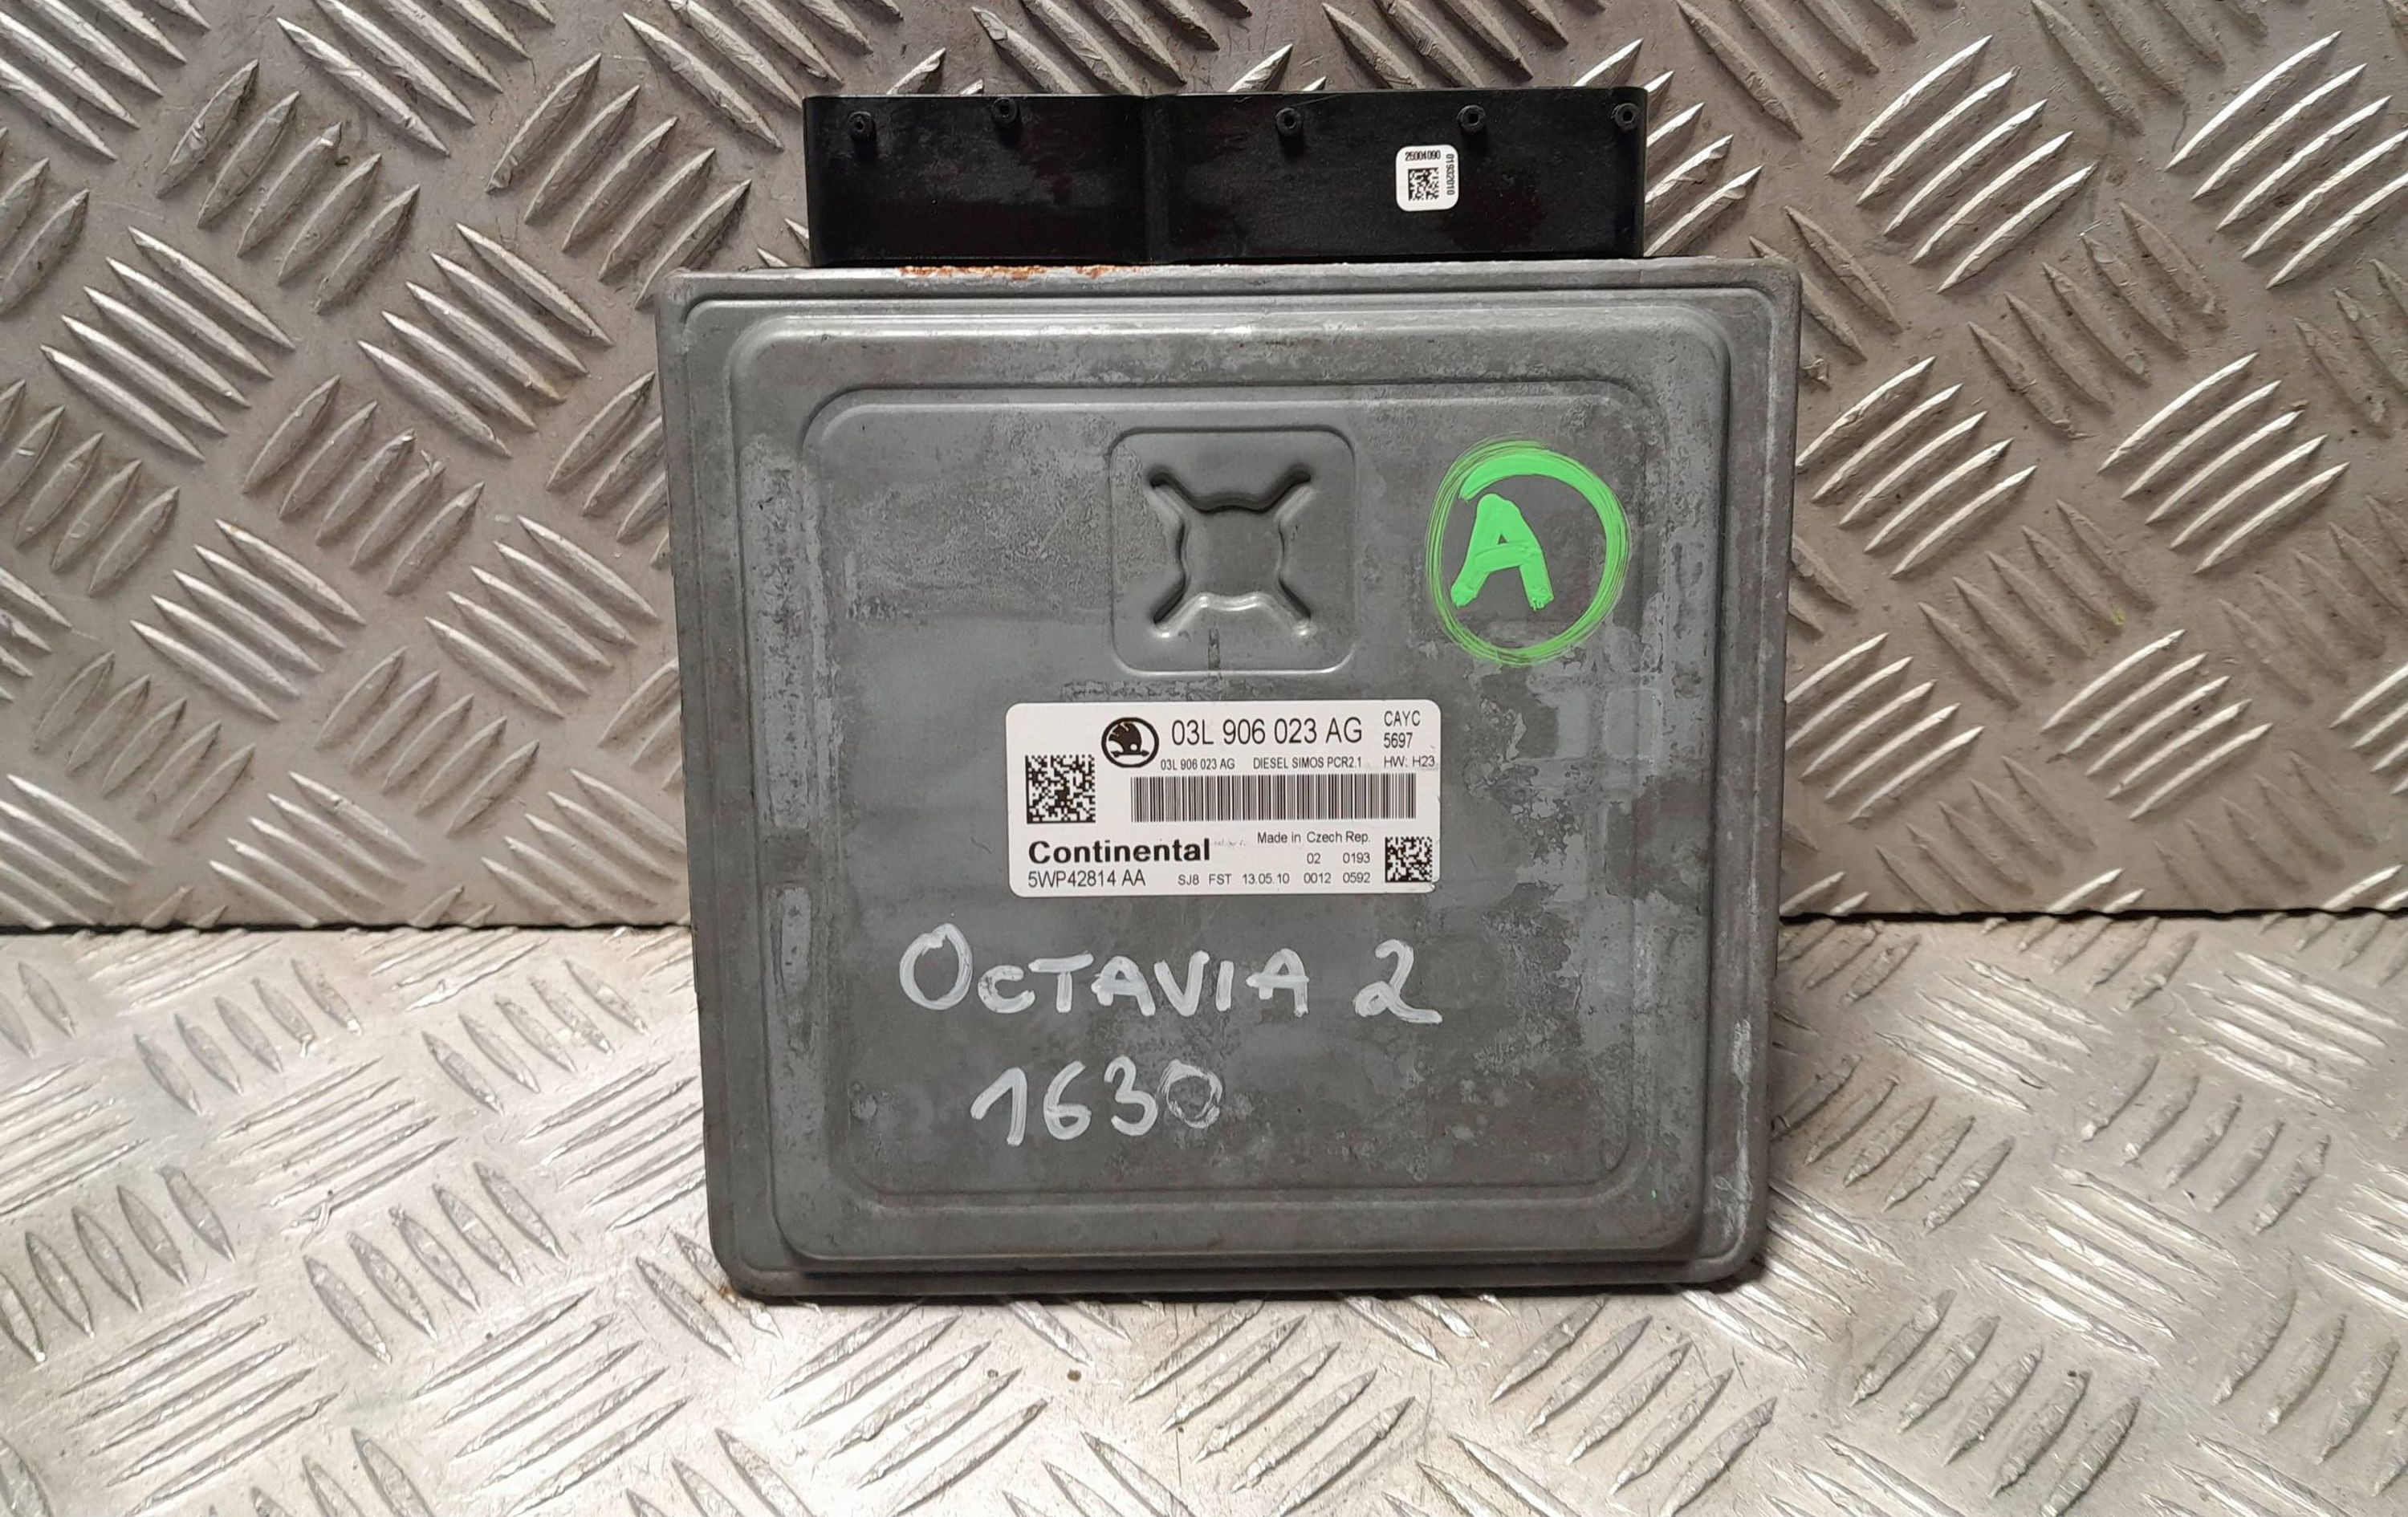 25004090
01932010
A
03L 906 023 AG
CAYC
5697
03L 906 023 AG DIESEL SIMOS PCR2.1 HW: H23
Made in Czech Rep.
Continental
02 0193
5WP42814 AA SJ8 FST 13.05.10 0012 0592
OCTAVIA 2
1630